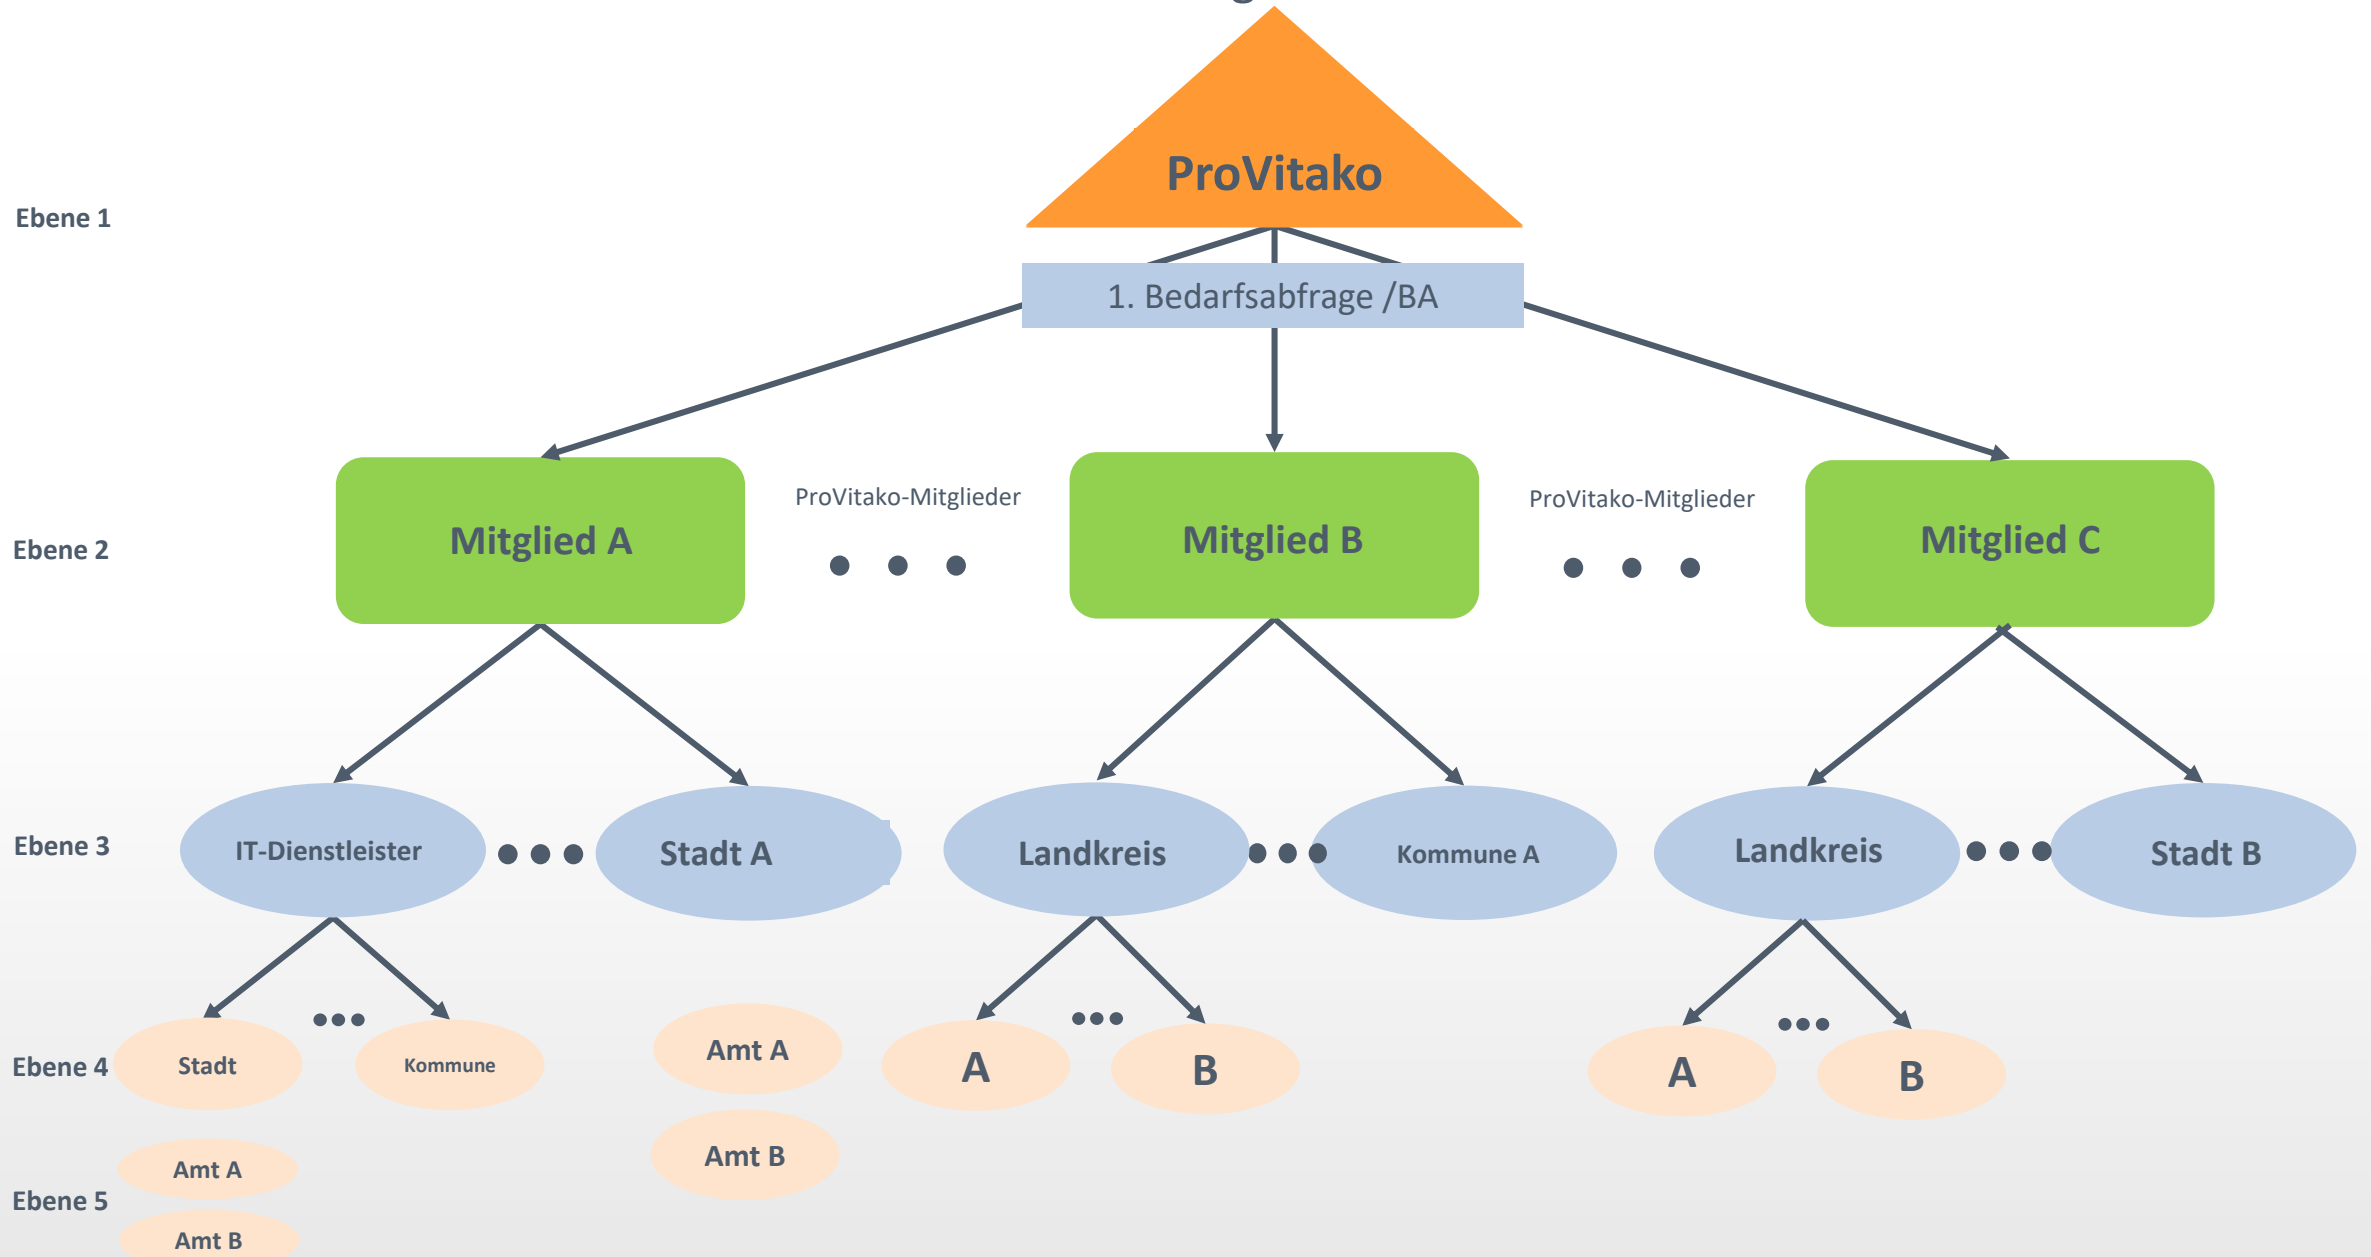 ProVitako
Ebene 1
1. Bedarfsabfrage /BA
ProVitako-Mitglieder
ProVitako-Mitglieder
Ebene 2
Mitglied A
Mitglied B
Mitglied C
Ebene 3
IT-Dienstleister
Stadt A
Landkreis
Kommune A
Landkreis
Stadt B
Ebene 4
Stadt
Kommune
Amt A
A
B
A
B
Amt B
Amt A
Ebene 5
Amt B